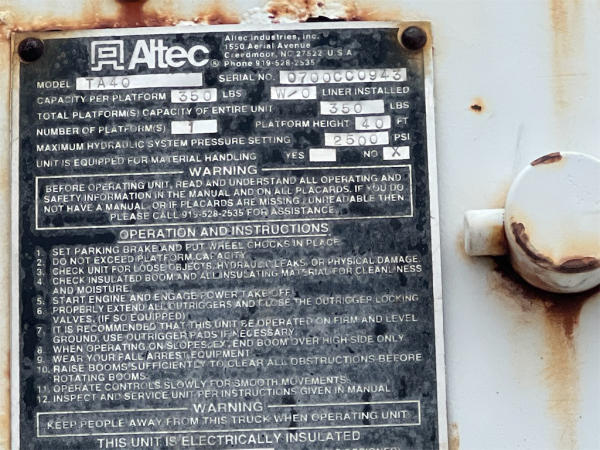 Altec Industries, Inc.
1550 Aerial Avenue
Creedmoor, NC 27522 U.S.A.
Phone 919-528-2535
Altec®
MODEL TA40 SERIAL NO. 0700CC0943
CAPACITY PER PLATFORM 350 LBS W/O LINER INSTALLED
TOTAL PLATFORM(S) CAPACITY OF ENTIRE UNIT 350 LBS
NUMBER OF PLATFORM(S) 1 PLATFORM HEIGHT 40 FT
MAXIMUM HYDRAULIC SYSTEM PRESSURE SETTING 2500 PSI
UNIT IS EQUIPPED FOR MATERIAL HANDLING YES NO X
WARNING
BEFORE OPERATING UNIT, READ AND UNDERSTAND ALL OPERATING AND
SAFETY INFORMATION IN THE MANUAL AND ON ALL PLACARDS. IF YOU DO
NOT HAVE A MANUAL, OR IF PLACARDS ARE MISSING / UNREADABLE THEN
PLEASE CALL 919-528-2535 FOR ASSISTANCE
OPERATION AND INSTRUCTIONS
1. SET PARKING BRAKE AND PUT WHEEL CHOCKS IN PLACE.
2. DO NOT EXCEED PLATFORM CAPACITY.
3. CHECK UNIT FOR LOOSE OBJECTS, HYDRAULIC LEAKS, OR PHYSICAL DAMAGE.
4. CHECK INSULATED BOOM AND ALL INSULATING MATERIAL FOR CLEANLINESS
AND MOISTURE.
5. START ENGINE AND ENGAGE POWER TAKE OFF.
6. PROPERLY EXTEND ALL OUTRIGGERS AND CLOSE THE OUTRIGGER LOCKING
VALVES, (IF SO EQUIPPED)
7. IT IS RECOMMENDED THAT THIS UNIT BE OPERATED ON FIRM AND LEVEL
GROUND, USE OUTRIGGER PADS IF NECESSARY.
8. WHEN OPERATING ON SLOPES, EXTEND BOOM OVER HIGH SIDE ONLY.
9. WEAR YOUR FALL ARREST EQUIPMENT.
10. RAISE BOOMS SUFFICIENTLY TO CLEAR ALL OBSTRUCTIONS BEFORE
ROTATING BOOMS.
11. OPERATE CONTROLS SLOWLY FOR SMOOTH MOVEMENTS.
12. INSPECT AND SERVICE UNIT PER INSTRUCTIONS GIVEN IN MANUAL
WARNING
KEEP PEOPLE AWAY FROM THIS TRUCK WHEN OPERATING UNIT
THIS UNIT IS ELECTRICALLY INSULATED